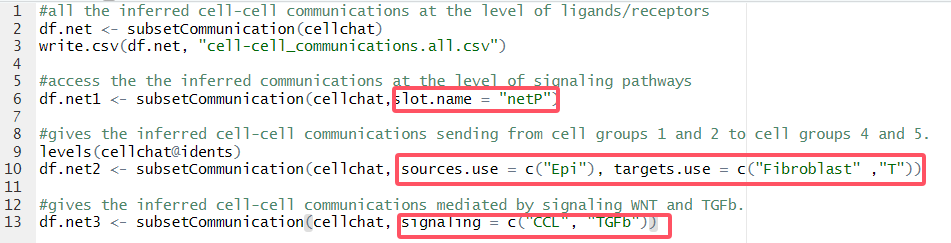 1 #all the inferred cell-cell communications at the level of ligands/receptors
2 df.net <- subsetCommunication(cellchat)
3 write.csv(df.net, "cell-cell_communications.all.csv")
4
5 #access the the inferred communications at the level of signaling pathways
6 df.net1 <- subsetCommunication(cellchat,slot.name = "netP")
7
8 #gives the inferred cell-cell communications sending from cell groups 1 and 2 to cell groups 4 and 5.
9 levels(cellchat@idents)
10 df.net2 <- subsetCommunication(cellchat, sources.use = c("Epi"), targets.use = c("Fibroblast" ,"T"))
11
12 #gives the inferred cell-cell communications mediated by signaling WNT and TGFb.
13 df.net3 <- subsetCommunication(cellchat, signaling = c("CCL", "TGFb"))